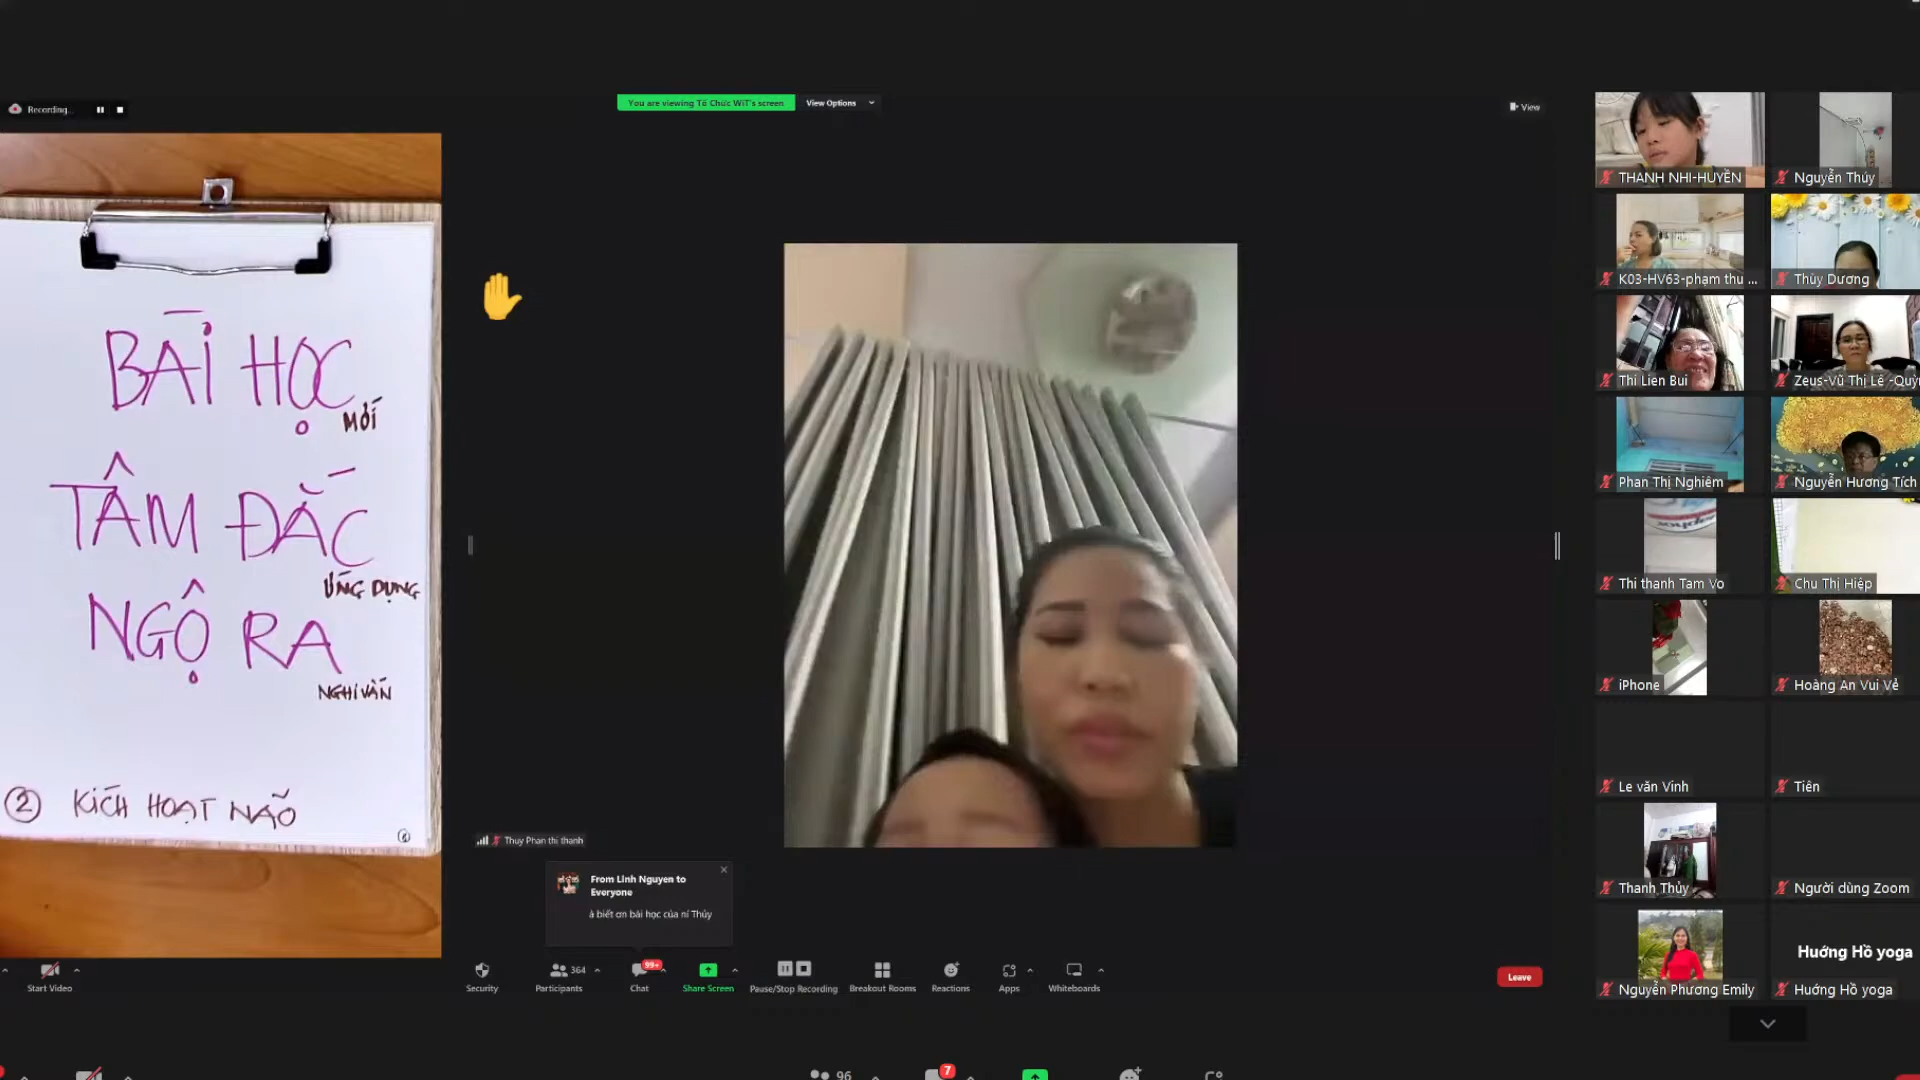 Recording...
You are viewing Tổ Chức WiT's screen
View Options
View
BÀI HỌC
MỚI
TÂM ĐẮC
ỨNG DỤNG
NGỘ RA
NGHI VẤN
2 KÍCH HOẠT NÃO
Thuy Phan thi thanh
From Linh Nguyen to
Everyone
à biết ơn bài học của ní Thủy
THANH NHI-HUYỀN
Nguyễn Thúy
K03-HV63-phạm thu ...
Thùy Dương
Thi Lien Bui
Zeus-Vũ Thị Lê -Quỳn
Phan Thị Nghiêm
Nguyễn Hương Tích
Thi thanh Tam Vo
Chu Thị Hiệp
iPhone
Hoàng An Vui Vẻ
Le văn Vinh
Tiên
Thanh Thủy
Người dùng Zoom
Hướng Hồ yoga
Nguyễn Phương Emily
Hướng Hồ yoga
Start Video
Security
364
Participants
99+
Chat
Share Screen
Pause/Stop Recording
Breakout Rooms
Reactions
Apps
Whiteboards
Leave
96
7